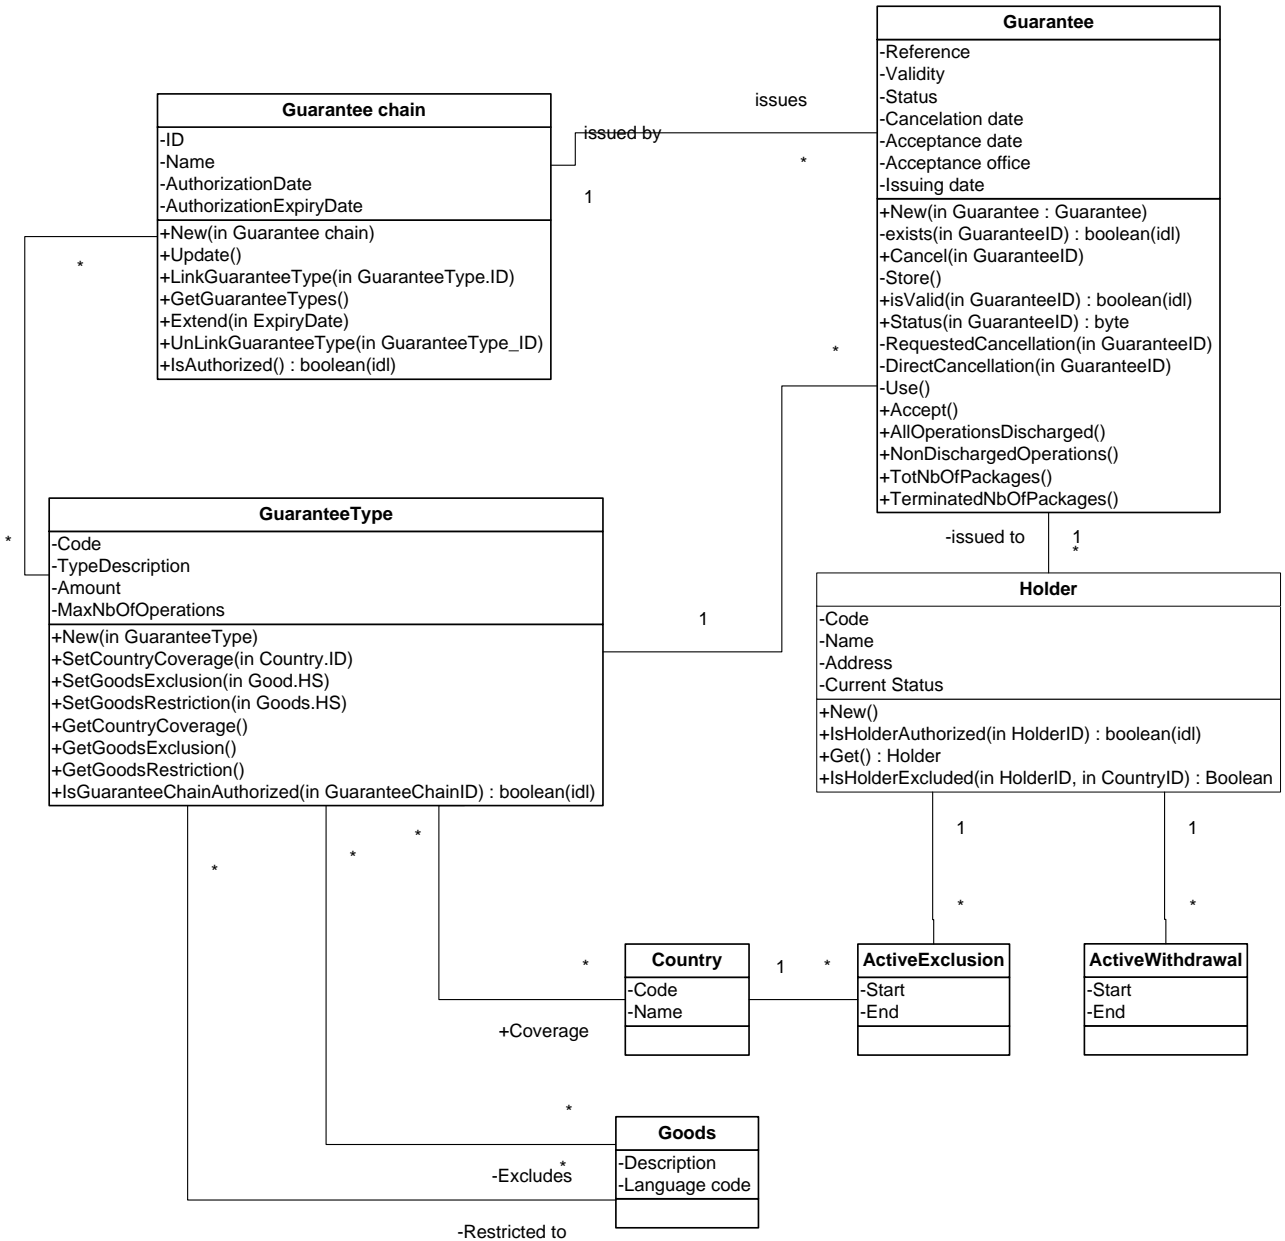 Guarantee
-Reference
-Validity
-Status
-Cancelation date
-Acceptance date
-Acceptance office
-Issuing date
+New(in Guarantee : Guarantee)
-exists(in GuaranteeID) : boolean(idl)
+Cancel(in GuaranteeID)
-Store()
+isValid(in GuaranteeID) : boolean(idl)
+Status(in GuaranteeID) : byte
-RequestedCancellation(in GuaranteeID)
-DirectCancellation(in GuaranteeID)
-Use()
+Accept()
+AllOperationsDischarged()
+NonDischargedOperations()
+TotNbOfPackages()
+TerminatedNbOfPackages()
issues
issued by
*
1
Guarantee chain
-ID
-Name
-AuthorizationDate
-AuthorizationExpiryDate
+New(in Guarantee chain)
+Update()
+LinkGuaranteeType(in GuaranteeType.ID)
+GetGuaranteeTypes()
+Extend(in ExpiryDate)
+UnLinkGuaranteeType(in GuaranteeType_ID)
+IsAuthorized() : boolean(idl)
*
*
*
1
GuaranteeType
-Code
-TypeDescription
-Amount
-MaxNbOfOperations
+New(in GuaranteeType)
+SetCountryCoverage(in Country.ID)
+SetGoodsExclusion(in Good.HS)
+SetGoodsRestriction(in Goods.HS)
+GetCountryCoverage()
+GetGoodsExclusion()
+GetGoodsRestriction()
+IsGuaranteeChainAuthorized(in GuaranteeChainID) : boolean(idl)
-issued to
1
*
Holder
-Code
-Name
-Address
-Current Status
+New()
+IsHolderAuthorized(in HolderID) : boolean(idl)
+Get() : Holder
+IsHolderExcluded(in HolderID, in CountryID) : Boolean
1
1
*
*
*
*
*
*
+Coverage
Country
-Code
-Name
1
*
ActiveExclusion
-Start
-End
ActiveWithdrawal
-Start
-End
*
-Excludes
*
-Restricted to
Goods
-Description
-Language code